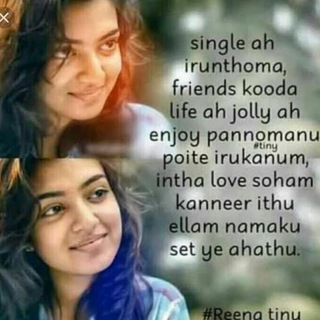 single ah
irunthoma,
friends kooda
life ah jolly ah
enjoy pannomanu
#tiny
poite irukanum,
intha love soham
kanneer ithu
ellam namaku
set ye ahathu.
#Reena tinu